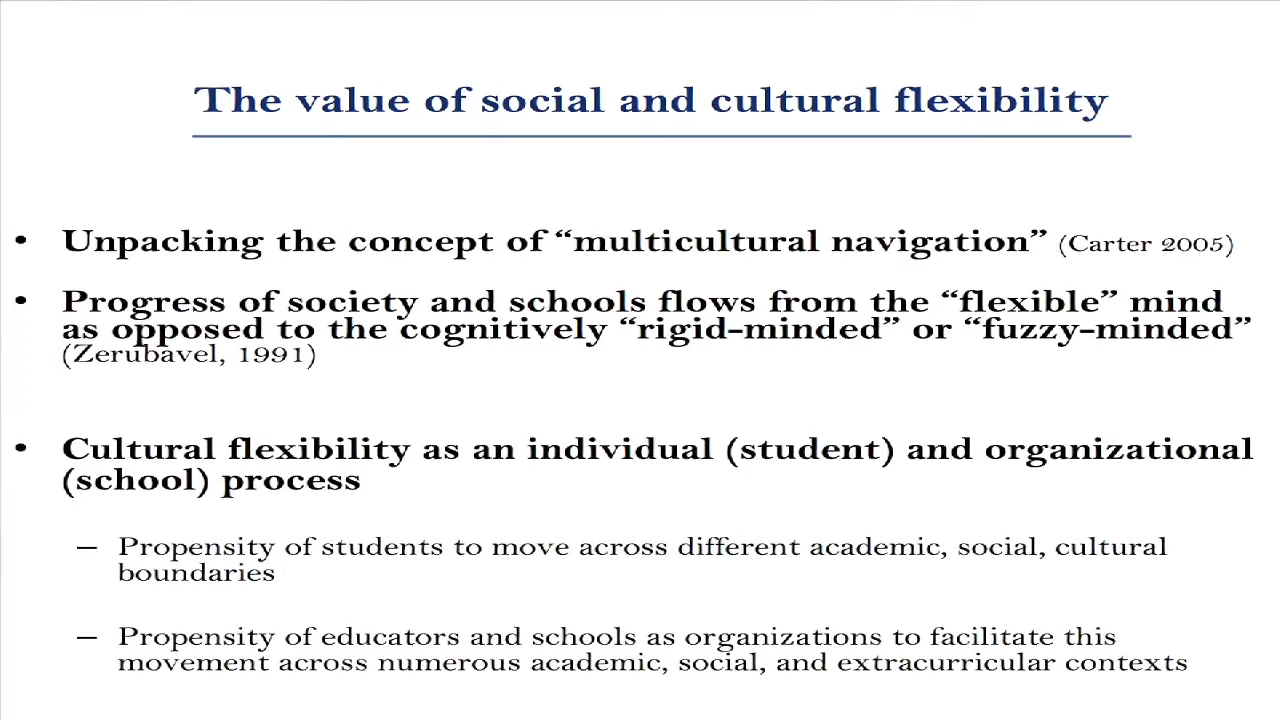 The value of social and cultural flexibility
• Unpacking the concept of “multicultural navigation” (Carter 2005)
• Progress of society and schools flows from the “flexible” mind
as opposed to the cognitively “rigid-minded” or “fuzzy-minded”
(Zerubavel, 1991)
• Cultural flexibility as an individual (student) and organizational
(school) process
– Propensity of students to move across different academic, social, cultural
boundaries
– Propensity of educators and schools as organizations to facilitate this
movement across numerous academic, social, and extracurricular contexts